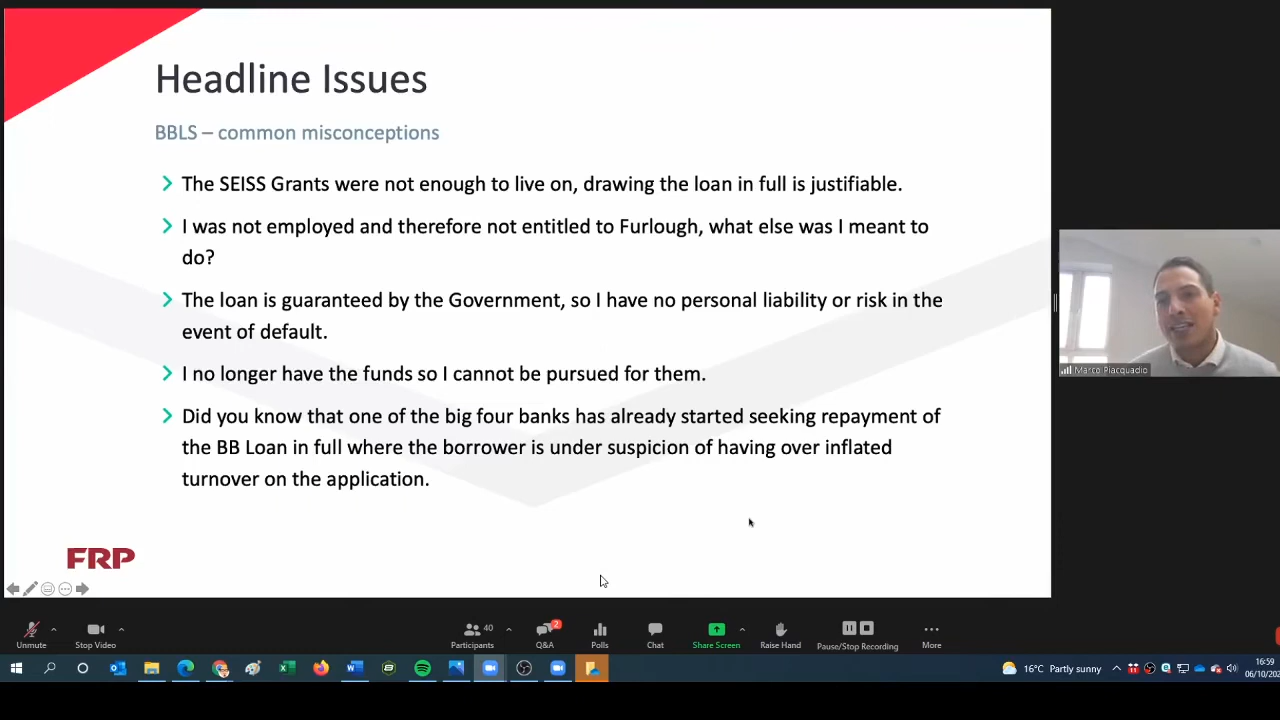 Headline Issues
BBLS – common misconceptions
The SEISS Grants were not enough to live on, drawing the loan in full is justifiable.
I was not employed and therefore not entitled to Furlough, what else was I meant to
do?
The loan is guaranteed by the Government, so I have no personal liability or risk in the
event of default.
I no longer have the funds so I cannot be pursued for them.
Did you know that one of the big four banks has already started seeking repayment of
the BB Loan in full where the borrower is under suspicion of having over inflated
turnover on the application.
FRP
Marco Piacquadio
40
2
Unmute
Stop Video
Participants
Q&A
Polls
Chat
Share Screen
Raise Hand
Pause/Stop Recording
More
16°C Partly sunny
16:59
06/10/202